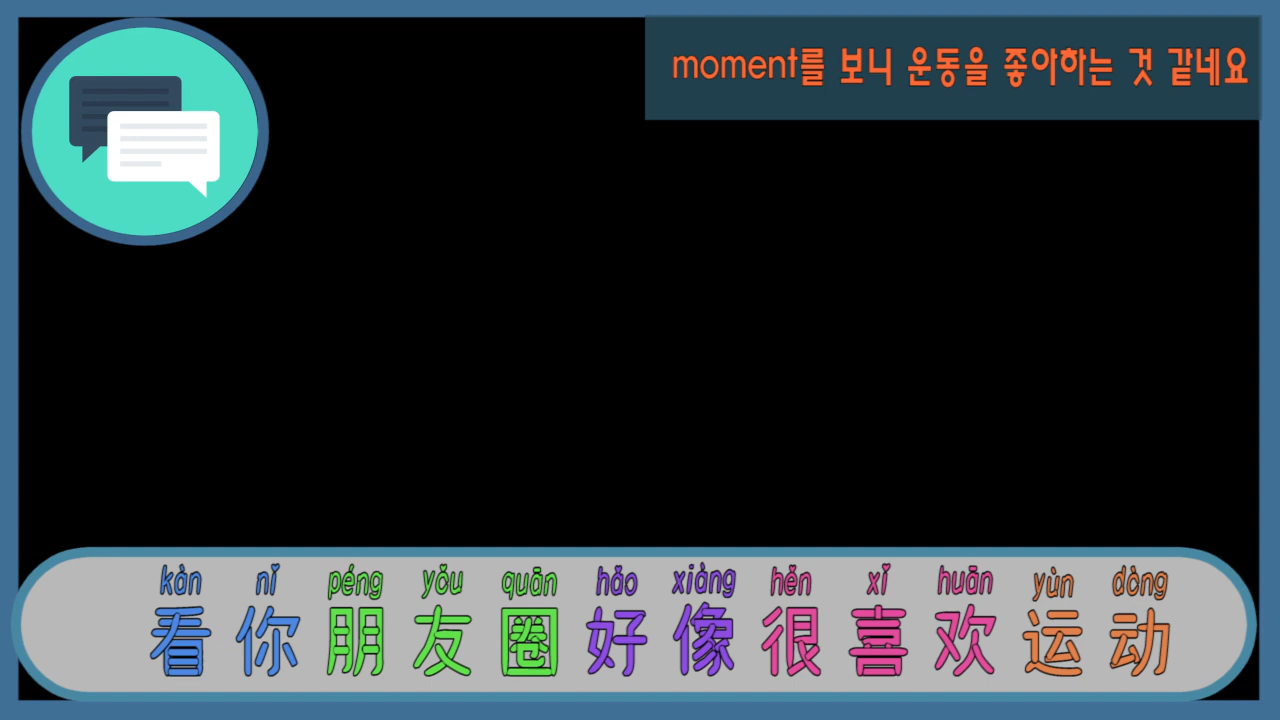 moment를 보니 운동을 좋아하는 것 같네요
kàn nǐ péng yǒu quān hǎo xiàng hěn xǐ huān yùn dòng
看你朋友圈好像很喜欢运动